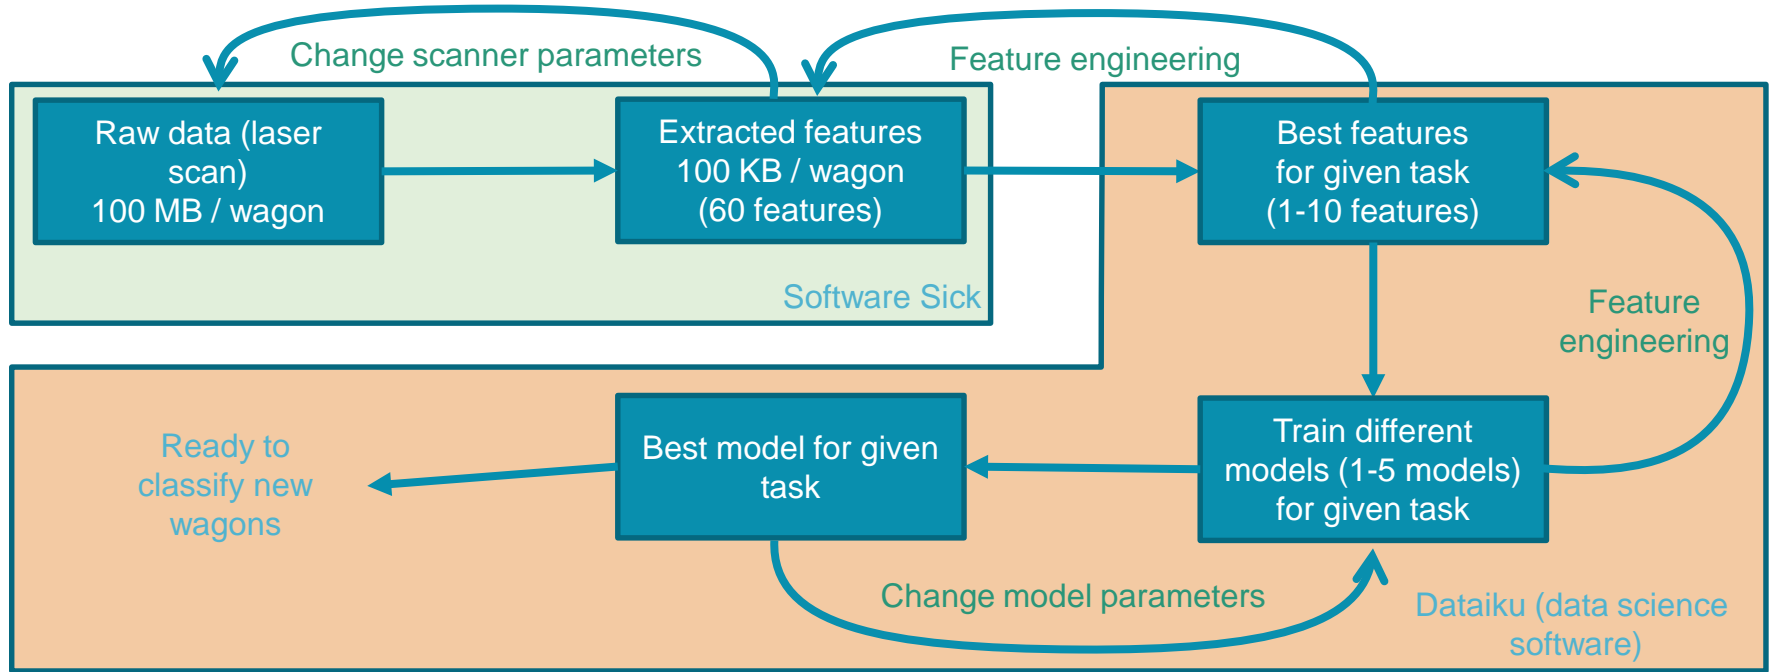 Change scanner parameters
Feature engineering
Raw data (laser
scan)
100 MB / wagon
Extracted features
100 KB / wagon
(60 features)
Best features
for given task
(1-10 features)
Software Sick
Feature
engineering
Ready to
classify new
wagons
Best model for given
task
Train different
models (1-5 models)
for given task
Change model parameters
Dataiku (data science
software)